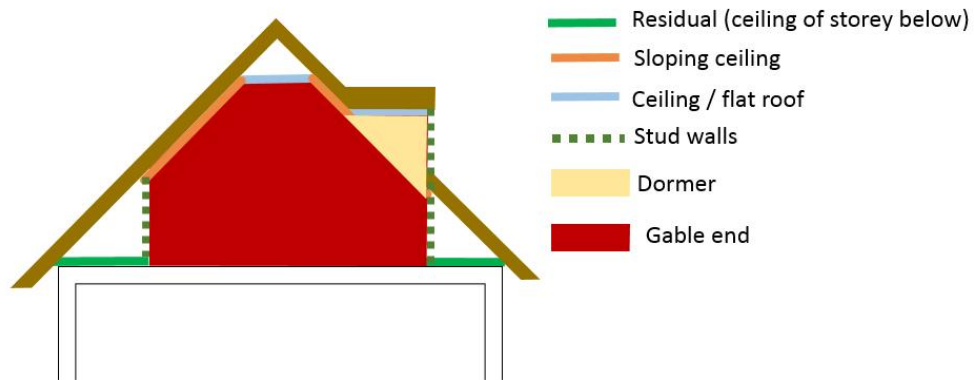 Residual (ceiling of storey below)
Sloping ceiling
Ceiling / flat roof
Stud walls
Dormer
Gable end